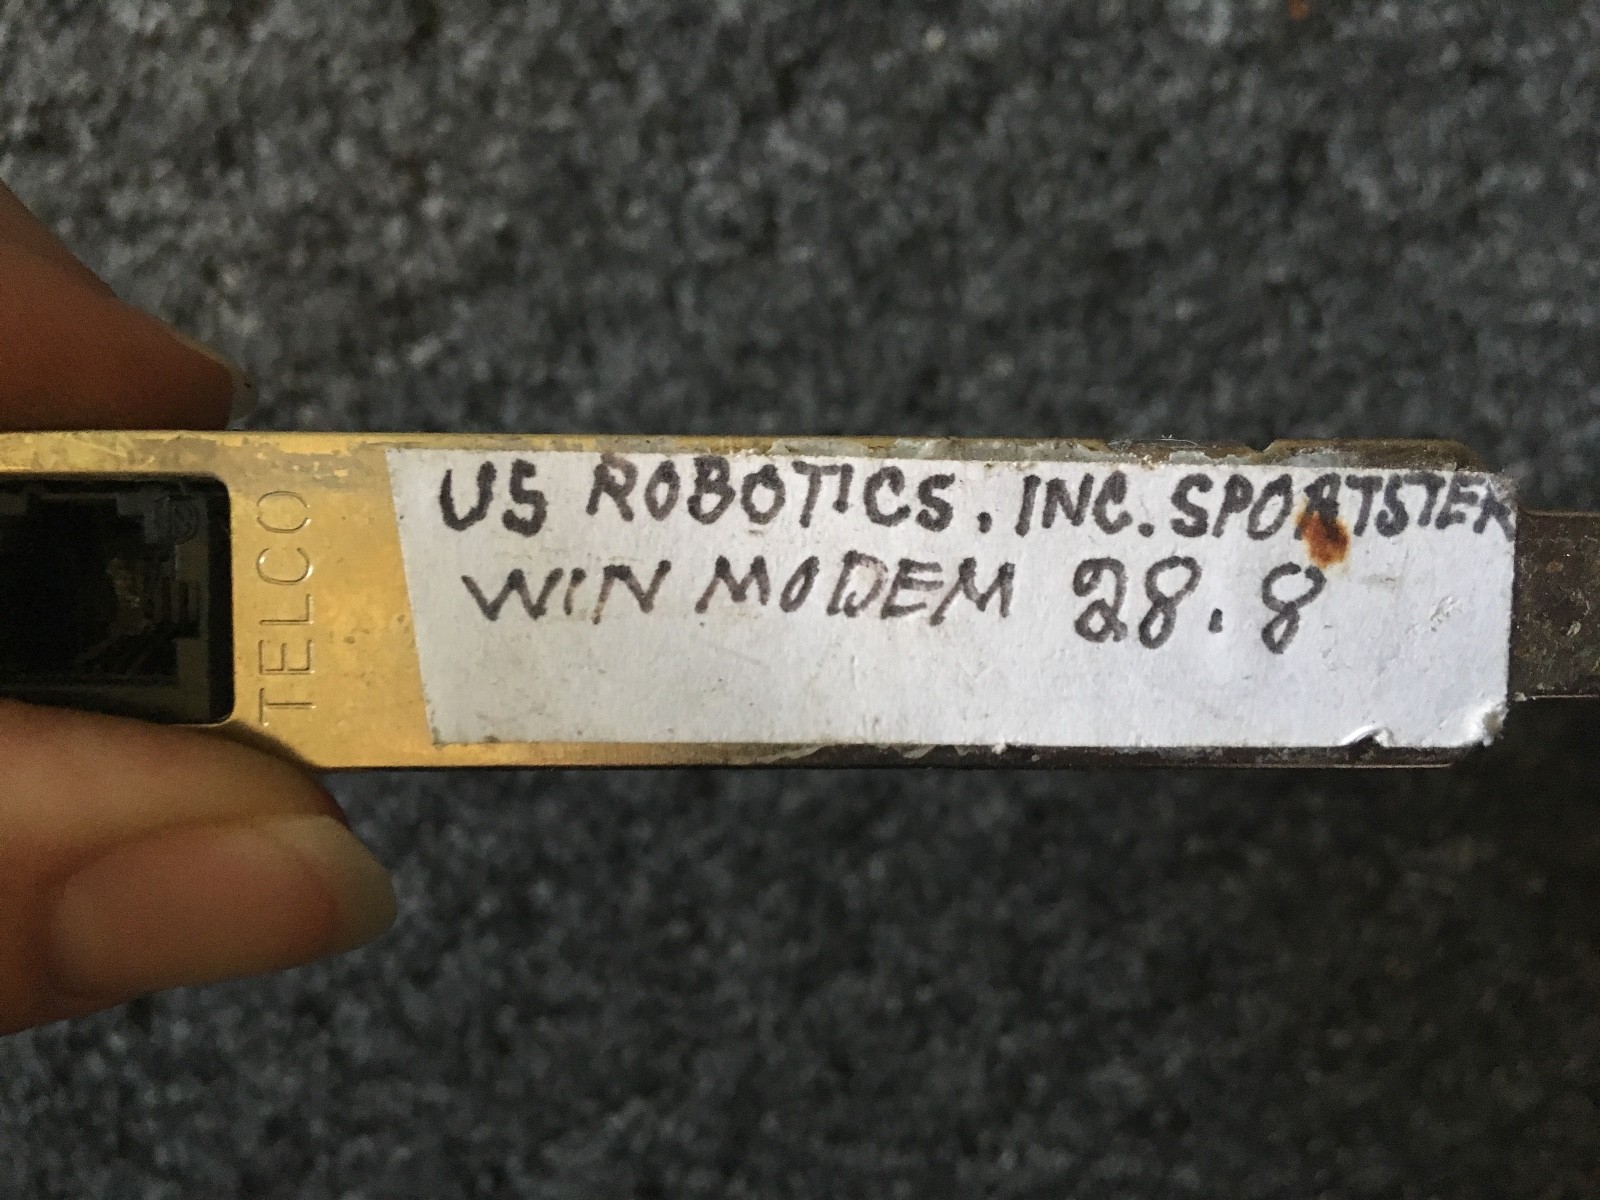 TELCO
US ROBOTICS. INC. SPORTSTER
WIN MODEM 28.8